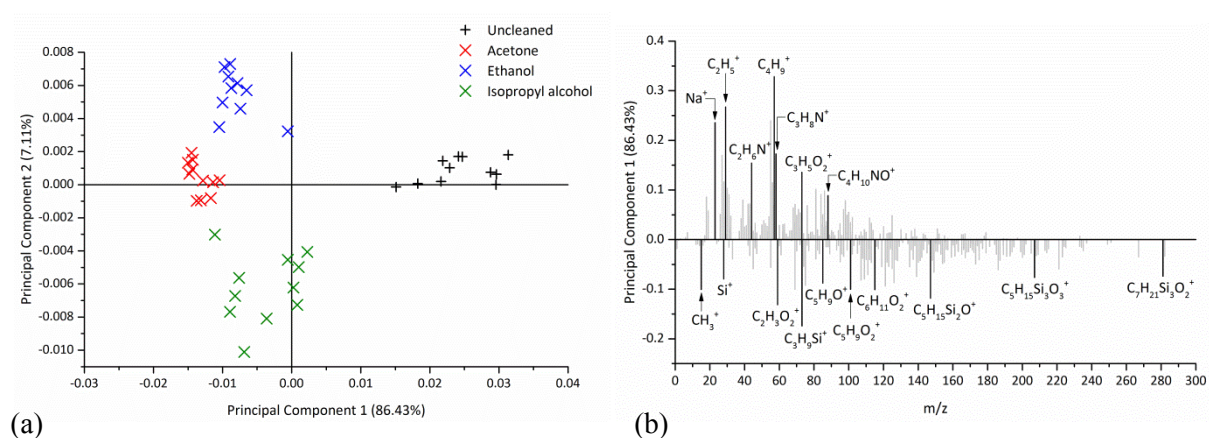 Uncleaned
Acetone
Ethanol
Isopropyl alcohol
0.008
0.006
0.004
0.002
0.000
-0.002
-0.004
-0.006
-0.008
-0.010
Principal Component 2 (7.11%)
-0.03 -0.02 -0.01 0.00 0.01 0.02 0.03 0.04
Principal Component 1 (86.43%)
(a)
0.4
0.3
0.2
0.1
0.0
-0.1
-0.2
Principal Component 1 (86.43%)
Na⁺
C₂H₅⁺
C₄H₉⁺
C₃H₈N⁺
C₂H₆N⁺
C₃H₅O₂⁺
C₄H₁₀NO⁺
CH₃⁺
Si⁺
C₂H₃O₂⁺
C₃H₉Si⁺
C₅H₉O⁺
C₅H₉O₂⁺
C₆H₁₁O₂⁺
C₅H₁₅Si₂O⁺
C₅H₁₅Si₃O₃⁺
C₇H₂₁Si₃O₂⁺
0 20 40 60 80 100 120 140 160 180 200 220 240 260 280 300
m/z
(b)